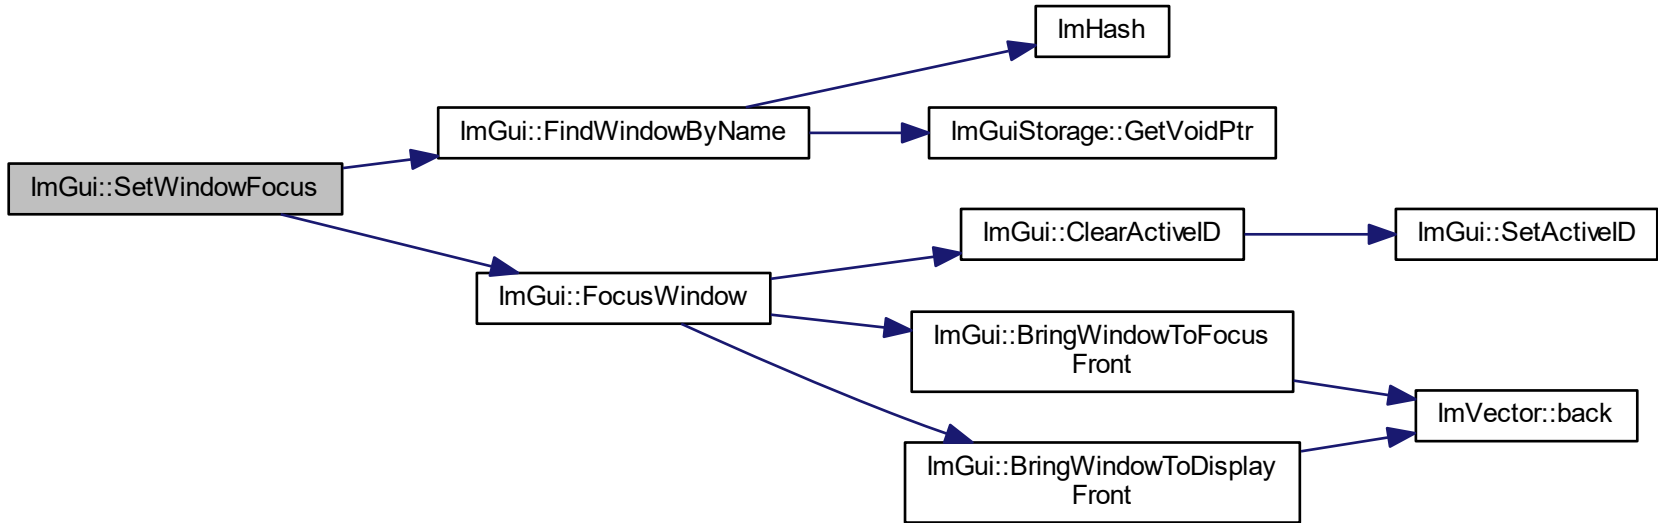 ImHash
ImGui::FindWindowByName
ImGuiStorage::GetVoidPtr
ImGui::SetWindowFocus
ImGui::ClearActiveID
ImGui::SetActiveID
ImGui::FocusWindow
ImGui::BringWindowToFocus
Front
ImVector::back
ImGui::BringWindowToDisplay
Front